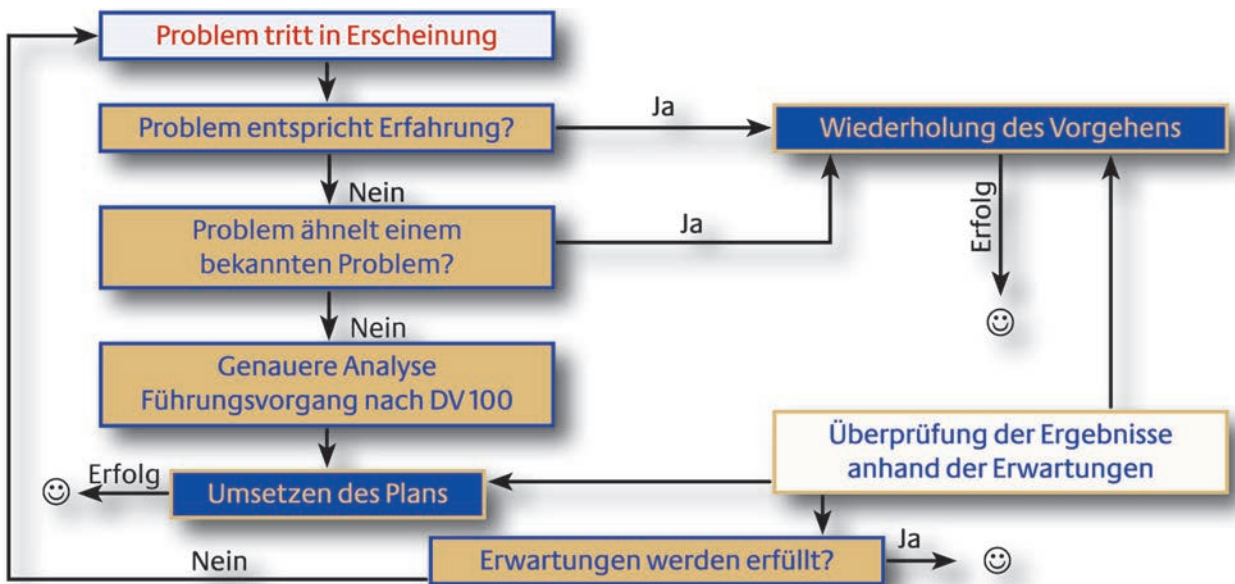 Problem tritt in Erscheinung
Problem entspricht Erfahrung?
Ja
Wiederholung des Vorgehens
Nein
Problem ähnelt einem
bekannten Problem?
Ja
Erfolg
Nein
Genauere Analyse
Führungsvorgang nach DV 100
Überprüfung der Ergebnisse
anhand der Erwartungen
Erfolg
Umsetzen des Plans
Nein
Erwartungen werden erfüllt?
Ja